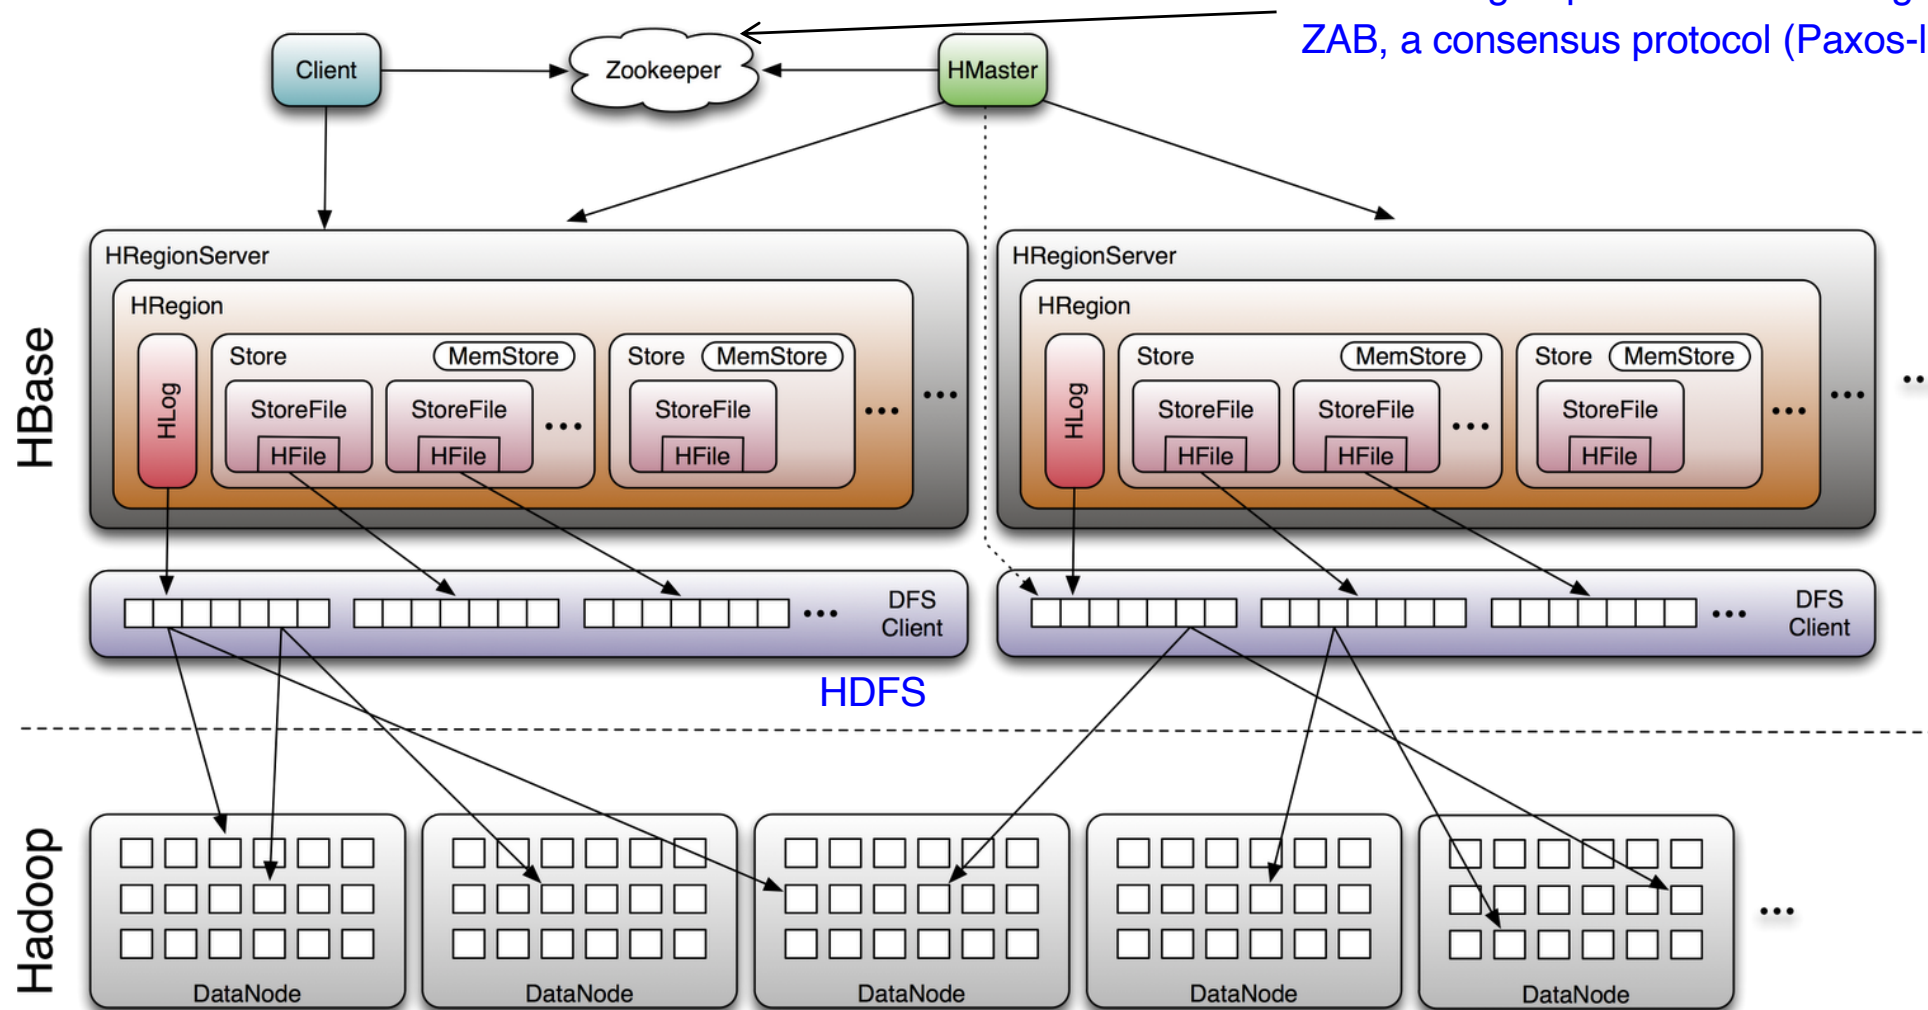 ZAB, a consensus protocol (Paxos-l
Client
Zookeeper
HMaster
HBase
HRegionServer
HRegion
HLog
Store
MemStore
StoreFile
HFile
StoreFile
HFile
...
Store
MemStore
StoreFile
HFile
...
...
HRegionServer
HRegion
HLog
Store
MemStore
StoreFile
HFile
StoreFile
HFile
...
Store
MemStore
StoreFile
HFile
...
...
...
DFS
Client
...
DFS
Client
HDFS
Hadoop
DataNode
DataNode
DataNode
DataNode
DataNode
...